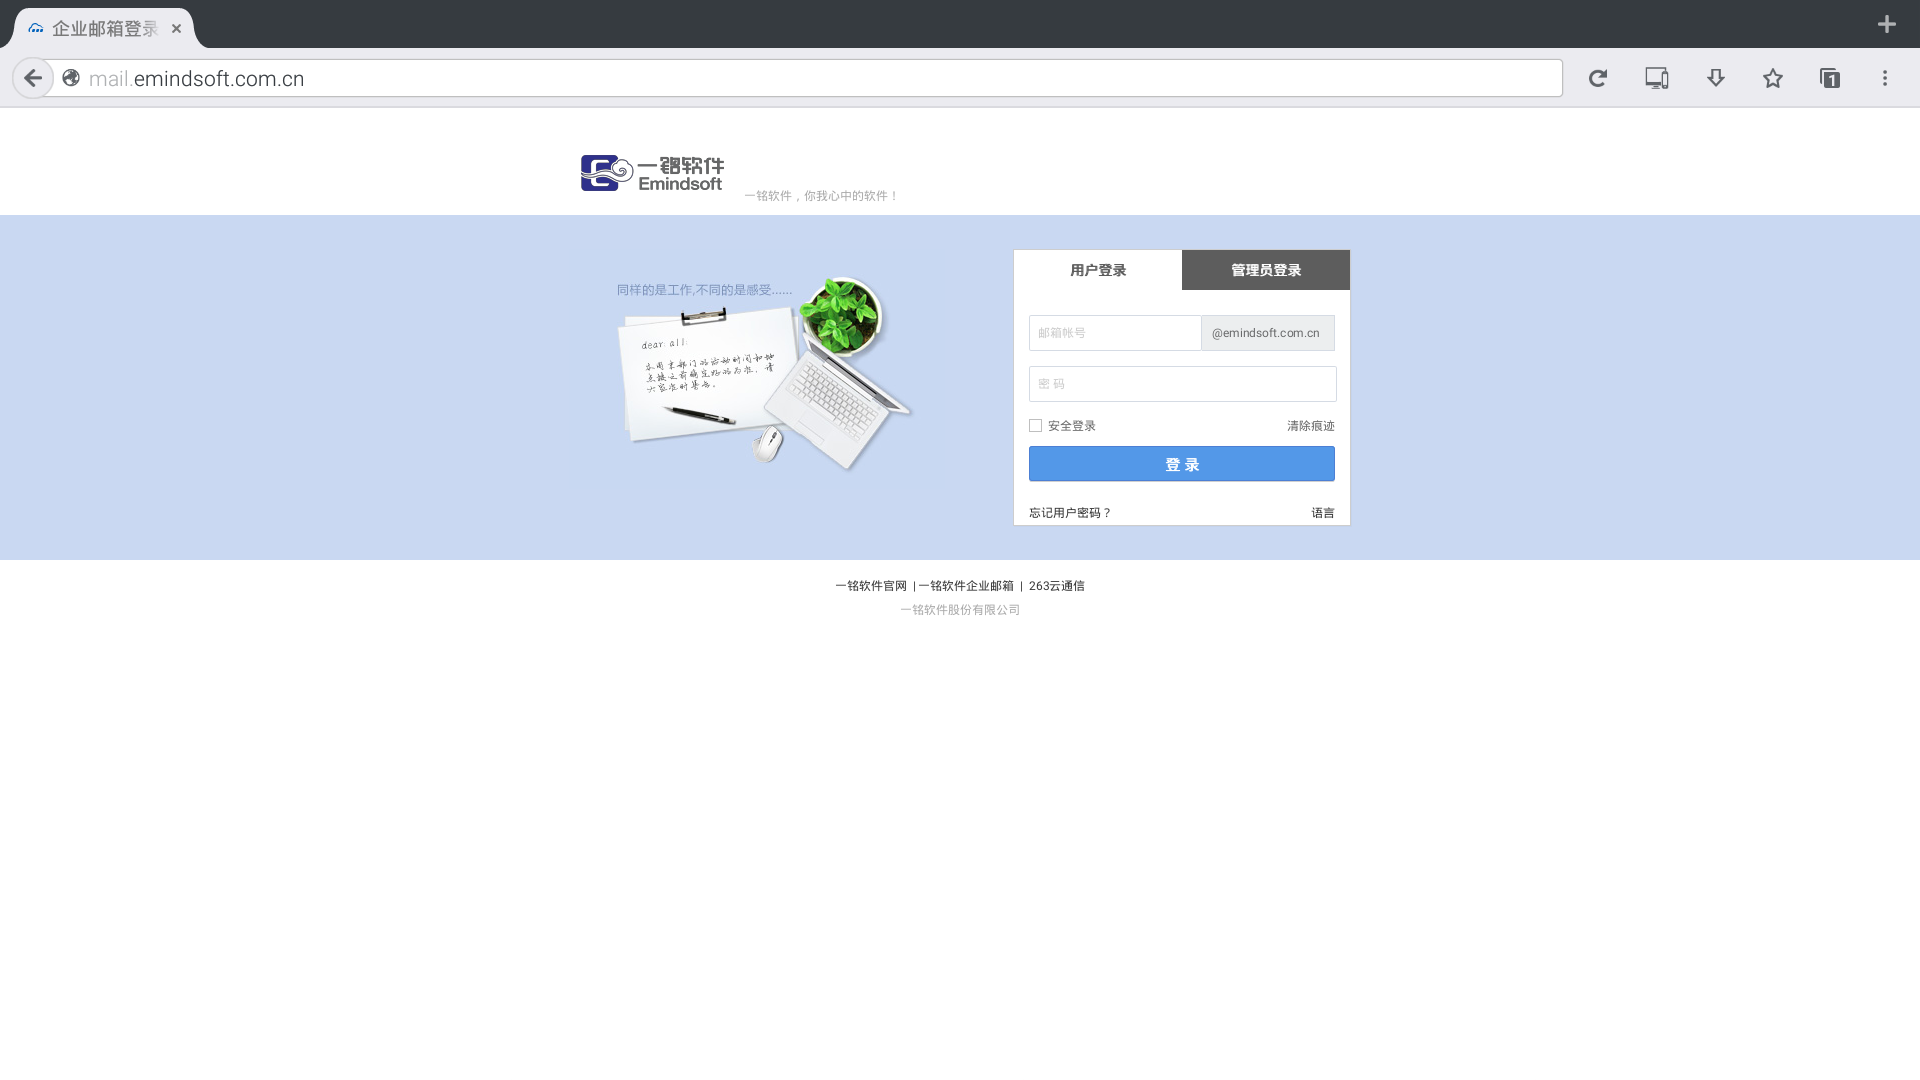 企业邮箱登录
mail.emindsoft.com.cn
1
一铭软件
Emindsoft
一铭软件，你我心中的软件！
用户登录
管理员登录
同样的是工作,不同的是感受......
dear all:
邮箱帐号
@emindsoft.com.cn
密 码
安全登录
清除痕迹
登 录
忘记用户密码？
语言
一铭软件官网 | 一铭软件企业邮箱 | 263云通信
一铭软件股份有限公司